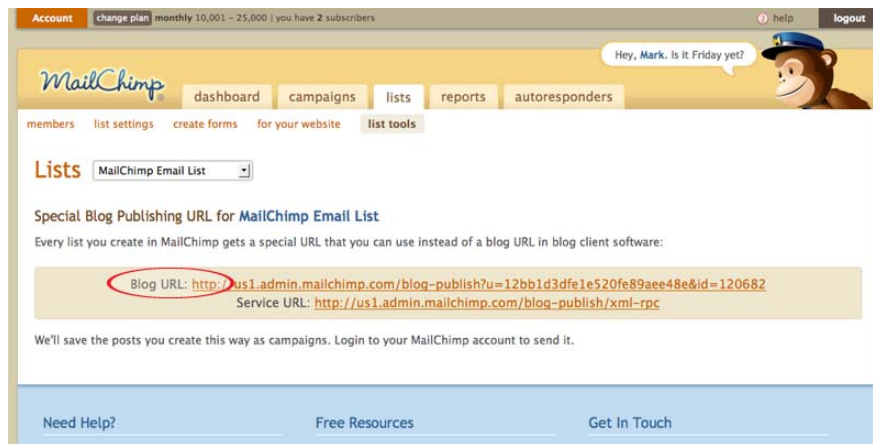 Account change plan monthly 10,001 - 25,000 | you have 2 subscribers help logout
Hey, Mark. Is it Friday yet?
MailChimp
dashboard campaigns lists reports autoresponders
members list settings create forms for your website list tools
Lists MailChimp Email List
Special Blog Publishing URL for MailChimp Email List
Every list you create in MailChimp gets a special URL that you can use instead of a blog URL in blog client software:
Blog URL: http://us1.admin.mailchimp.com/blog-publish?u=12bb1d3dfe1e520fe89aee48e&id=120682
Service URL: http://us1.admin.mailchimp.com/blog-publish/xml-rpc
We'll save the posts you create this way as campaigns. Login to your MailChimp account to send it.
Need Help? Free Resources Get In Touch